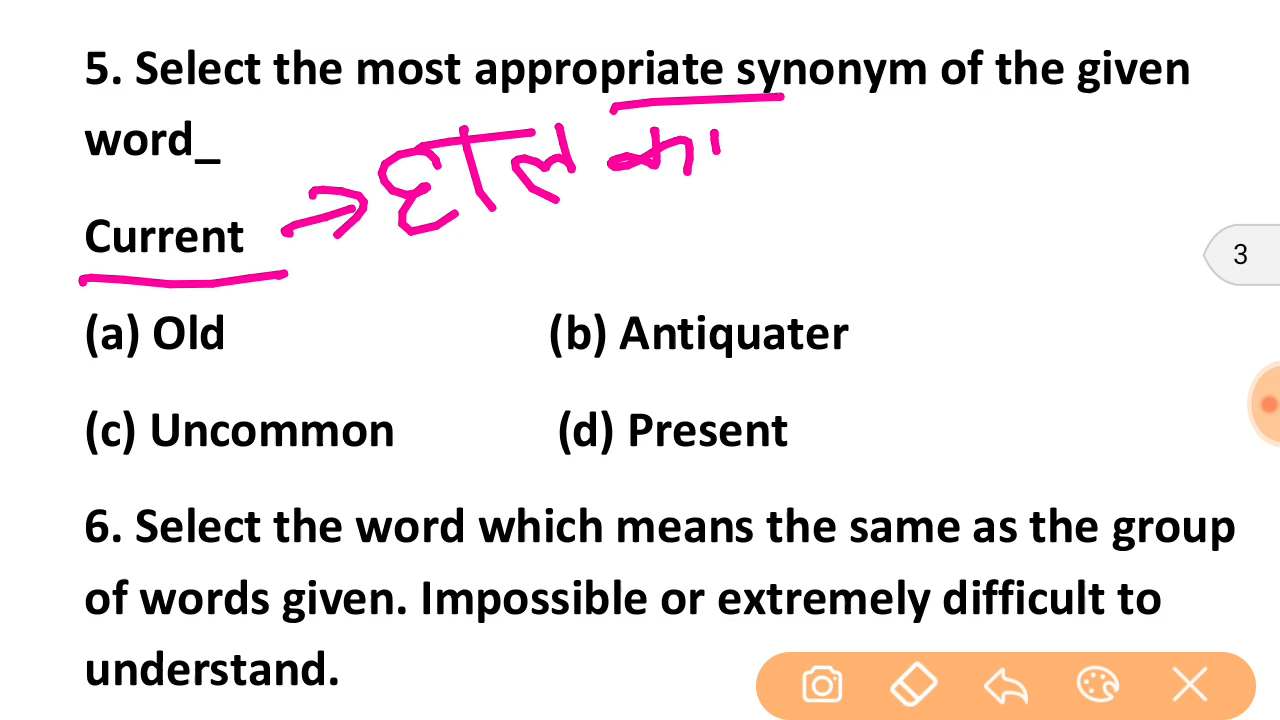 5. Select the most appropriate synonym of the given
word_
हाल का
Current
(a) Old (b) Antiquater
(c) Uncommon (d) Present
3
6. Select the word which means the same as the group
of words given. Impossible or extremely difficult to
understand.